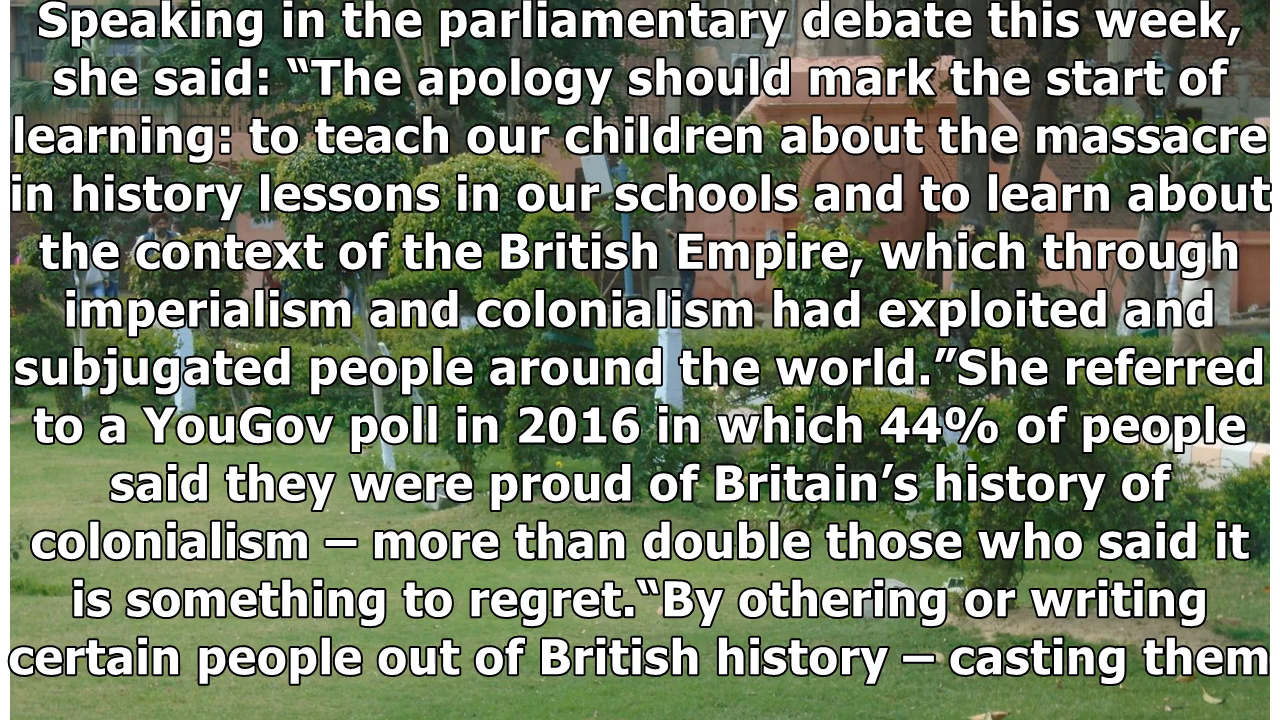 Speaking in the parliamentary debate this week,
she said: “The apology should mark the start of
learning: to teach our children about the massacre
in history lessons in our schools and to learn about
the context of the British Empire, which through
imperialism and colonialism had exploited and
subjugated people around the world.”She referred
to a YouGov poll in 2016 in which 44% of people
said they were proud of Britain’s history of
colonialism – more than double those who said it
is something to regret.“By othering or writing
certain people out of British history – casting them